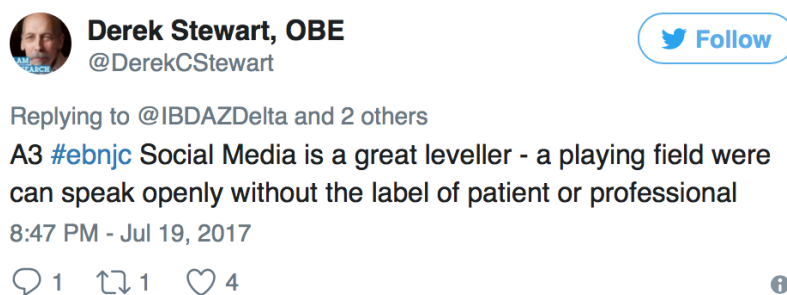 Derek Stewart, OBE
@DerekCStewart
Follow
Replying to @IBDAZDelta and 2 others
A3 #ebnjc Social Media is a great leveller - a playing field were
can speak openly without the label of patient or professional
8:47 PM - Jul 19, 2017
1 1 4